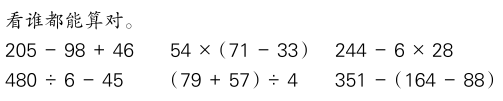 看谁都能算对。
205 - 98 + 46 54 ×(71 - 33) 244 - 6 × 28
480 ÷ 6 - 45 (79 + 57)÷ 4 351 -(164 - 88)